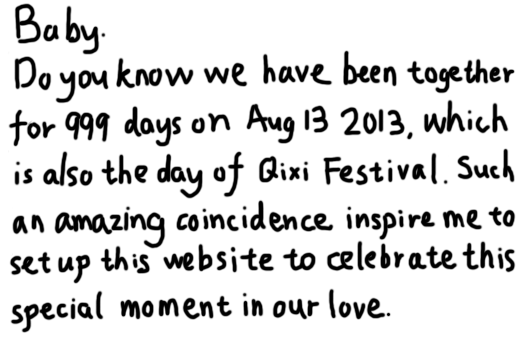 Baby.
Do you know we have been together
for 999 days on Aug 13 2013, which
is also the day of Qixi Festival. Such
an amazing coincidence inspire me to
set up this website to celebrate this
special moment in our love.